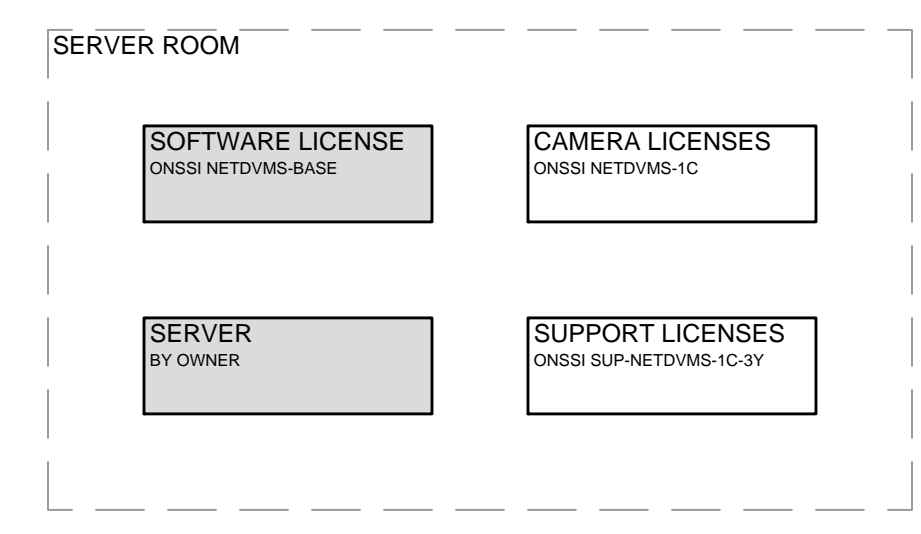 SERVER ROOM
SOFTWARE LICENSE
ONSSI NETDVMS-BASE
CAMERA LICENSES
ONSSI NETDVMS-1C
SERVER
BY OWNER
SUPPORT LICENSES
ONSSI SUP-NETDVMS-1C-3Y